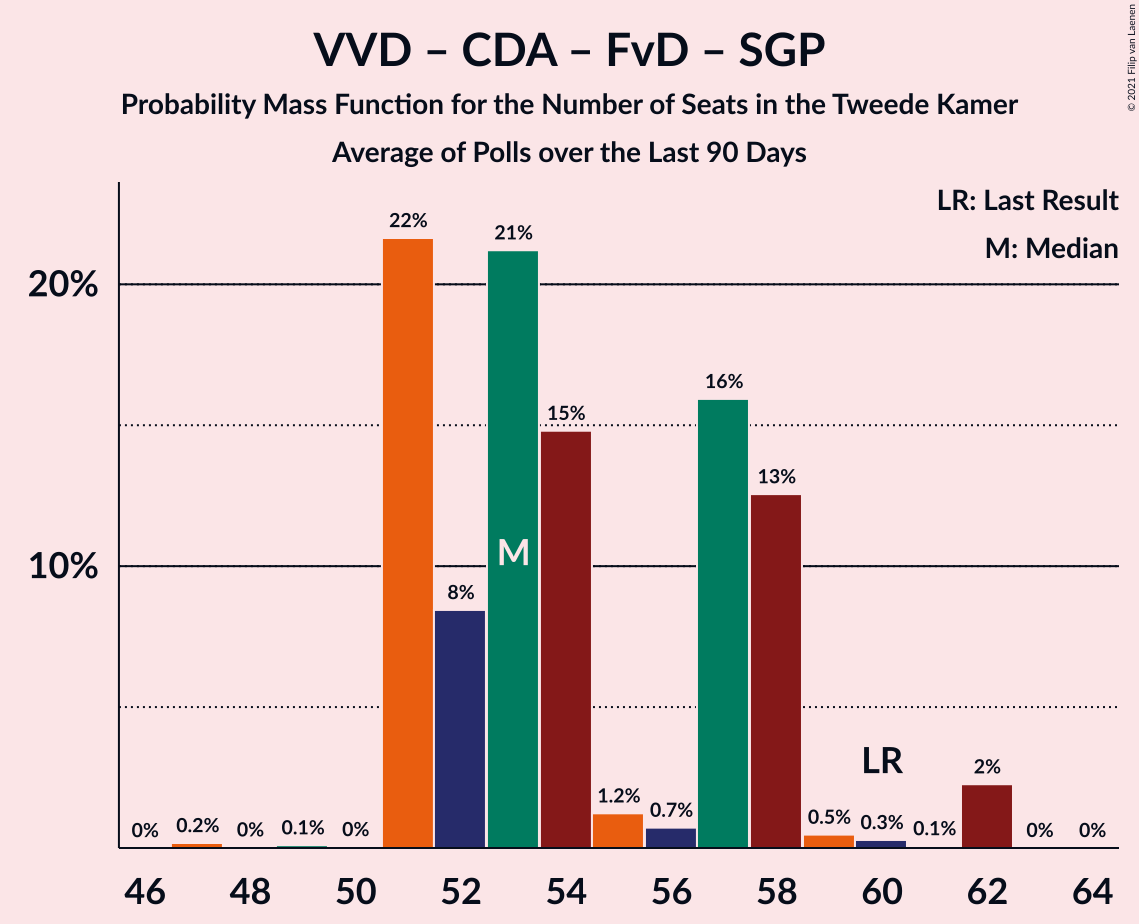 VVD – CDA – FvD – SGP
Probability Mass Function for the Number of Seats in the Tweede Kamer
Average of Polls over the Last 90 Days
© 2021 Filip van Laenen
LR: Last Result
M: Median
20%
10%
0%
0.2%
0%
0.1%
0%
22%
8%
21%
M
15%
1.2%
0.7%
16%
13%
0.5%
LR
0.3%
0.1%
2%
0%
0%
46 48 50 52 54 56 58 60 62 64